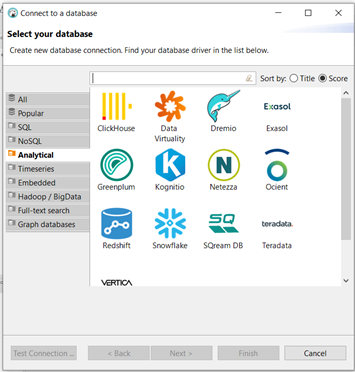 Connect to a database
Select your database
Create new database connection. Find your database driver in the list below.
Sort by: Title Score
All
Popular
SQL
NoSQL
Analytical
Timeseries
Embedded
Hadoop / BigData
Full-text search
Graph databases
ClickHouse
Data Virtuality
Dremio
Exasol
Exasol
Greenplum
Kognitio
Netezza
Ocient
Redshift
Snowflake
SQream DB
teradata.
Teradata
VERTICA
Test Connection ...
< Back
Next >
Finish
Cancel